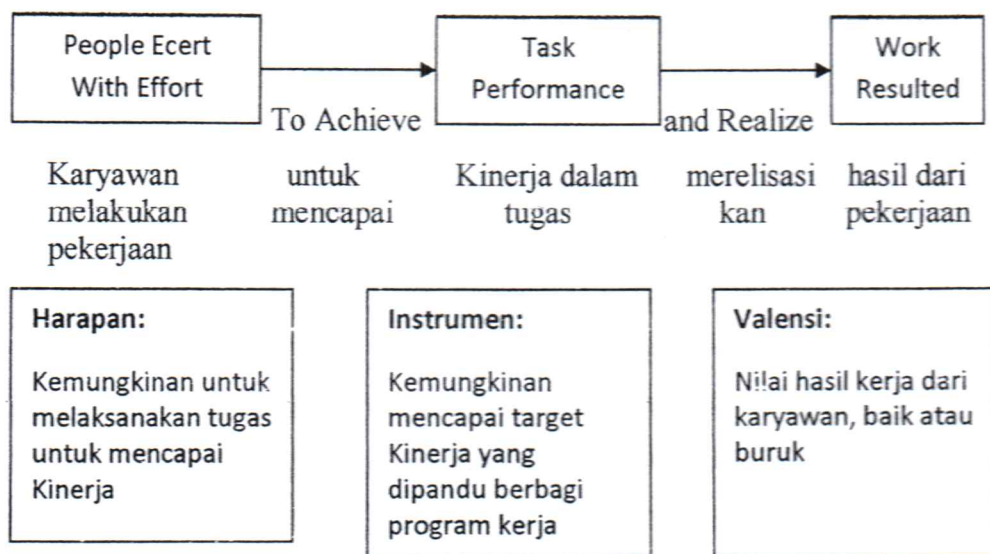 People Ecert
With Effort
To Achieve
Task
Performance
and Realize
Work
Resulted
Karyawan
melakukan
pekerjaan
untuk
mencapai
Kinerja dalam
tugas
merelisasi
kan
hasil dari
pekerjaan
Harapan:
Kemungkinan untuk
melaksanakan tugas
untuk mencapai
Kinerja
Instrumen:
Kemungkinan
mencapai target
Kinerja yang
dipandu berbagi
program kerja
Valensi:
Nilai hasil kerja dari
karyawan, baik atau
buruk